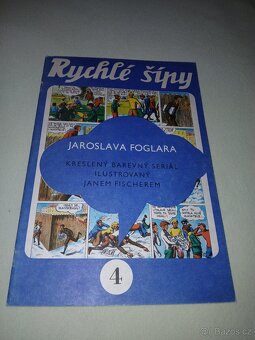 Rychlé šípy
JAROSLAVA FOGLARA
KRESLENÝ BAREVNÝ SERIÁL
ILUSTROVANÝ
JANEM FISCHEREM
4
Bazos.cz